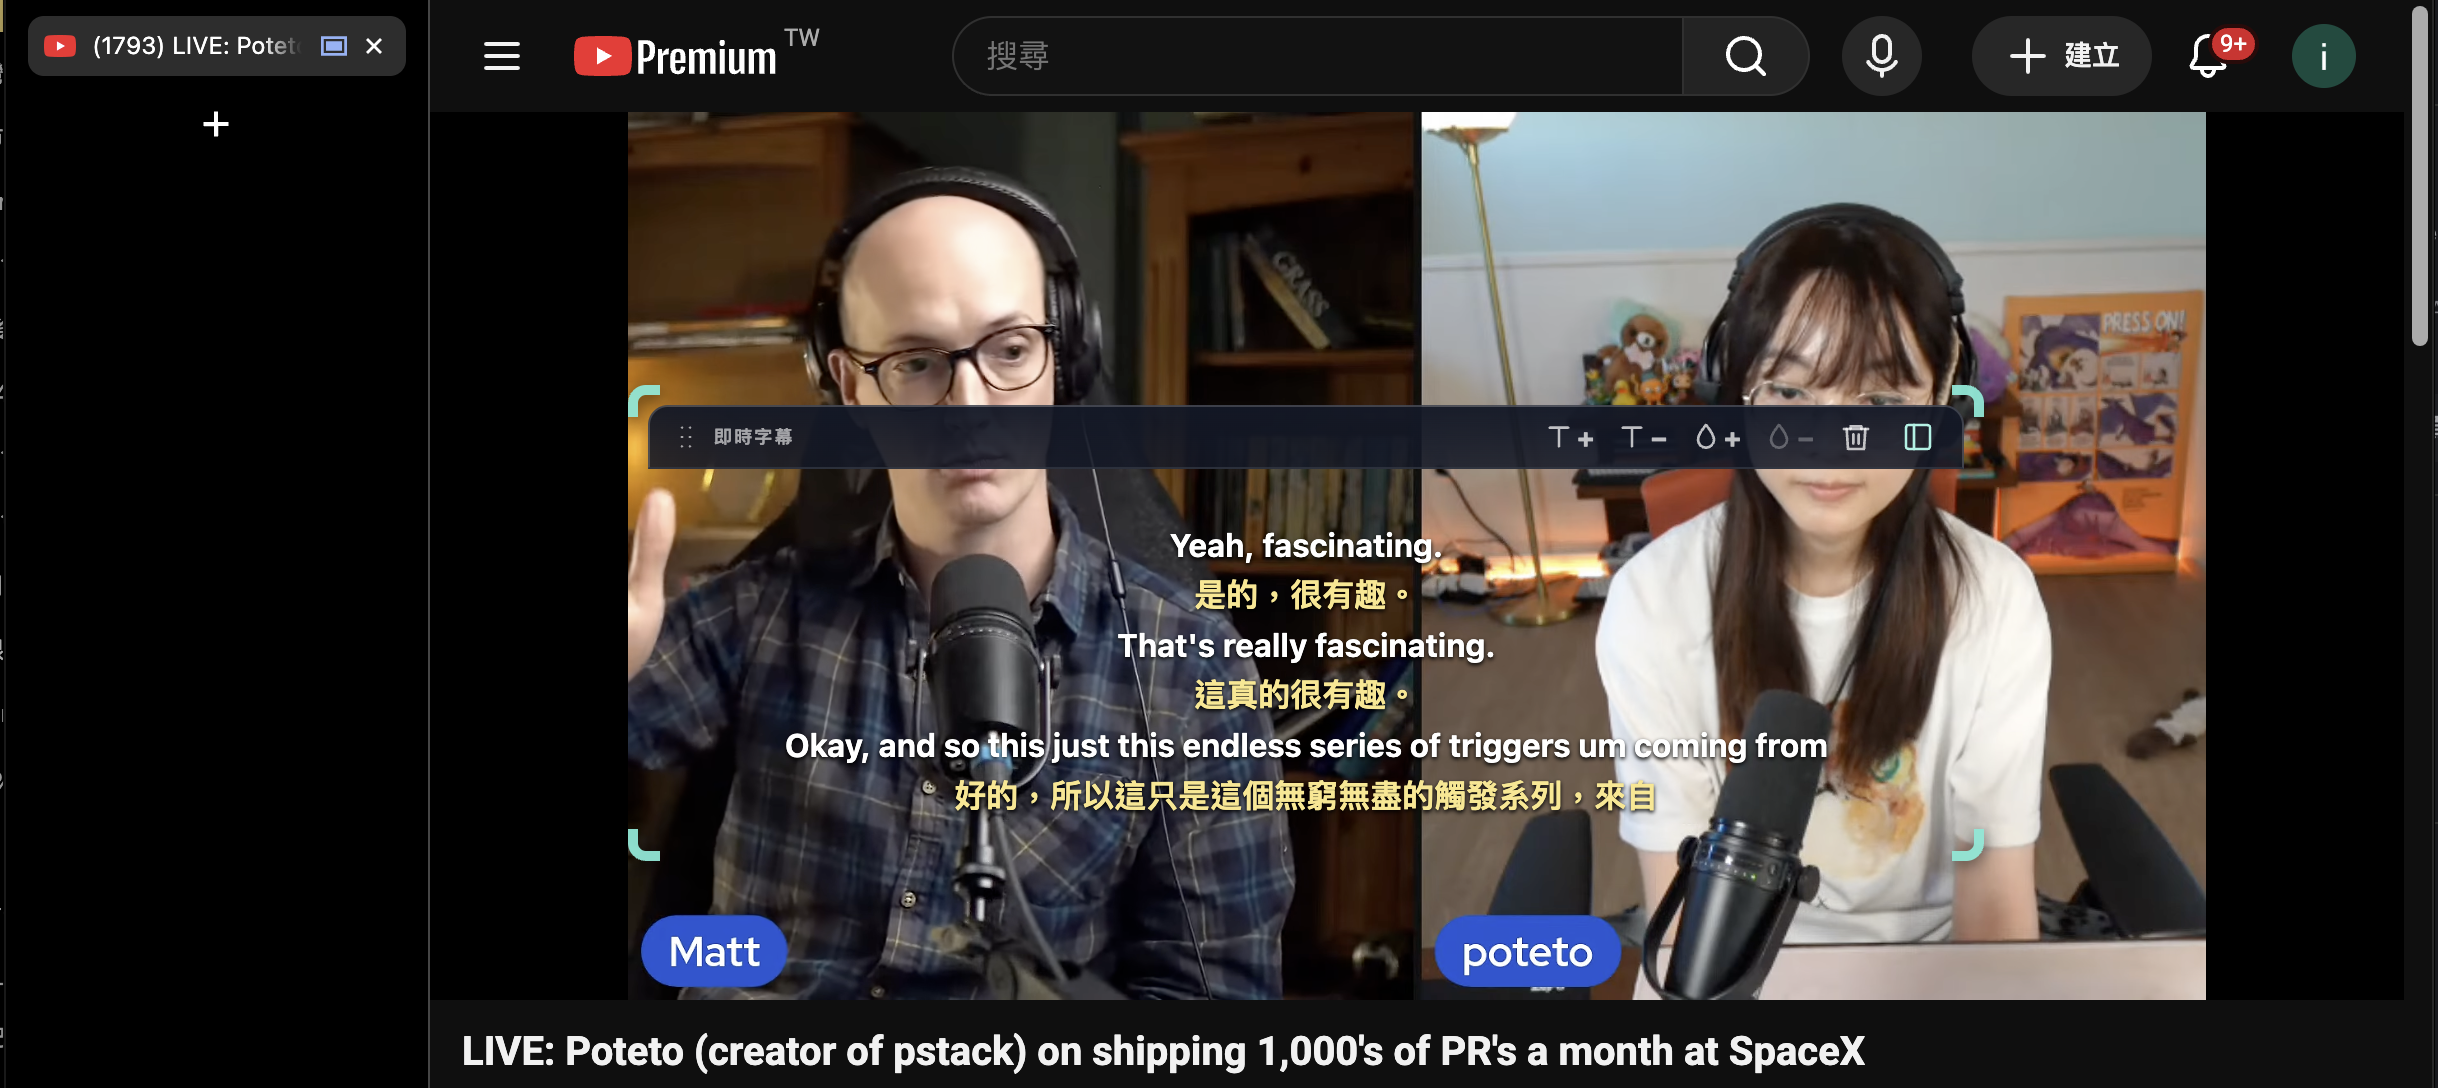 (1793) LIVE: Pote
Premium TW
搜尋
建立
9+
i
GRASS
PRESS ON!
即時字幕
Yeah, fascinating.
是的，很有趣。
That's really fascinating.
這真的很有趣。
Okay, and so this just this endless series of triggers um coming from
好的，所以這只是這個無窮無盡的觸發系列，來自
Matt
poteto
LIVE: Poteto (creator of pstack) on shipping 1,000's of PR's a month at SpaceX